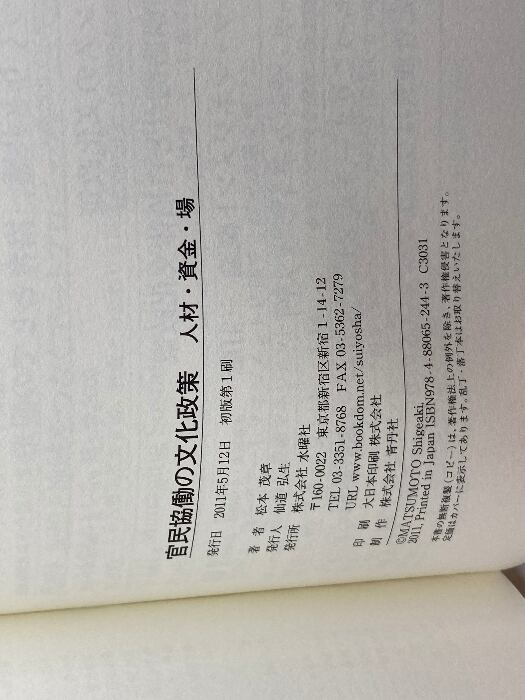 官民協働の文化政策　人材・資金・場
発行日　2011年5月12日　初版第1刷
著　者　松本 茂章
発行人　仙道 弘生
発行所　株式会社 水曜社
〒160-0022　東京都新宿区新宿1-14-12
TEL 03-3351-8768　FAX 03-5362-7279
URL www.bookdom.net/suiyosha/
印　刷　大日本印刷 株式会社
制　作　株式会社 青丹社
©MATSUMOTO Shigeaki,
2011, Printed in Japan ISBN978-4-88065-244-3　C3031
本書の無断複製（コピー）は、著作権法上の例外を除き、著作権侵害となります。
定価はカバーに表示してあります。乱丁・落丁本はお取り替えいたします。